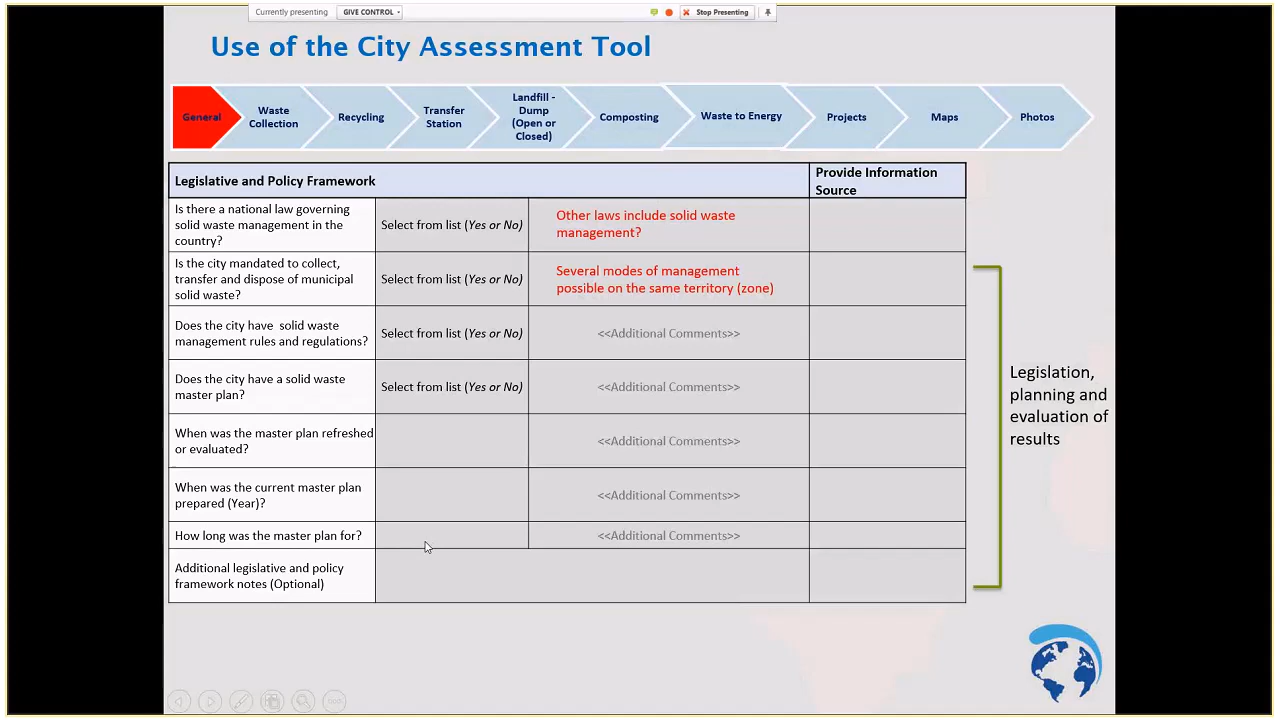 Currently presenting
GIVE CONTROL
Stop Presenting
Use of the City Assessment Tool
General
Waste
Collection
Recycling
Transfer
Station
Landfill -
Dump
(Open or
Closed)
Composting
Waste to Energy
Projects
Maps
Photos
Legislative and Policy Framework
Provide Information
Source
Is there a national law governing
solid waste management in the
country?
Select from list (Yes or No)
Other laws include solid waste
management?
Is the city mandated to collect,
transfer and dispose of municipal
solid waste?
Select from list (Yes or No)
Several modes of management
possible on the same territory (zone)
Does the city have solid waste
management rules and regulations?
Select from list (Yes or No)
<<Additional Comments>>
Does the city have a solid waste
master plan?
Select from list (Yes or No)
<<Additional Comments>>
When was the master plan refreshed
or evaluated?
<<Additional Comments>>
When was the current master plan
prepared (Year)?
<<Additional Comments>>
How long was the master plan for?
<<Additional Comments>>
Additional legislative and policy
framework notes (Optional)
Legislation,
planning and
evaluation of
results